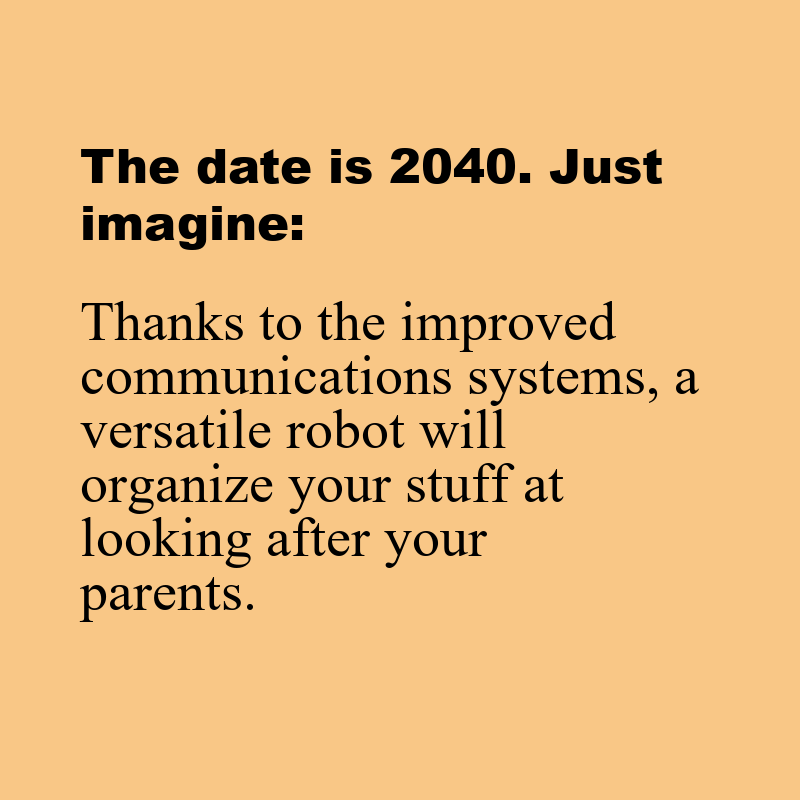 The date is 2040. Just
imagine:
Thanks to the improved
communications systems, a
versatile robot will
organize your stuff at
looking after your
parents.